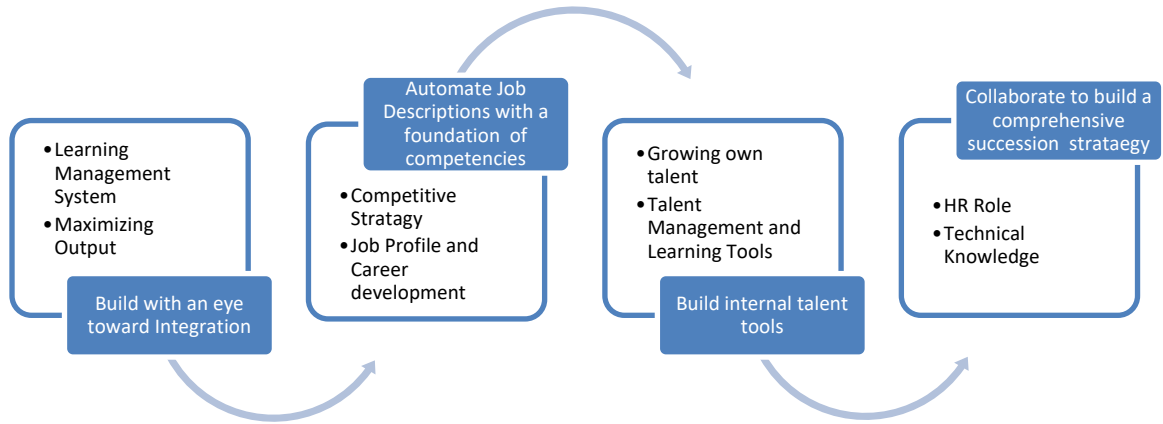 •Learning
Management
System
•Maximizing
Output
Build with an eye
toward Integration
Automate Job
Descriptions with a
foundation of
competencies
•Competitive
Stratagy
•Job Profile and
Career
development
•Growing own
talent
•Talent
Management and
Learning Tools
Build internal talent
tools
Collaborate to build a
comprehensive
succession strataegy
•HR Role
•Technical
Knowledge